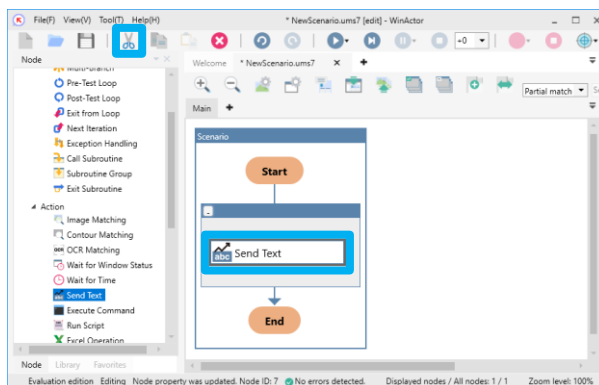 File(F) View(V) Tool(T) Help(H)
* NewScenario.ums7 [edit] - WinActor
+0
Node
Welcome
* NewScenario.ums7
Multi-Branch
Pre-Test Loop
Post-Test Loop
Exit from Loop
Next Iteration
Exception Handling
Call Subroutine
Subroutine Group
Exit Subroutine
Action
Image Matching
Contour Matching
OCR Matching
Wait for Window Status
Wait for Time
Send Text
Execute Command
Run Script
Excel Operation
Node Library Favorites
Partial match
Main
Scenario
Start
abc Send Text
End
Evaluation edition Editing Node property was updated. Node ID: 7 No errors detected. Displayed nodes / All nodes: 1 / 1 Zoom level: 100%